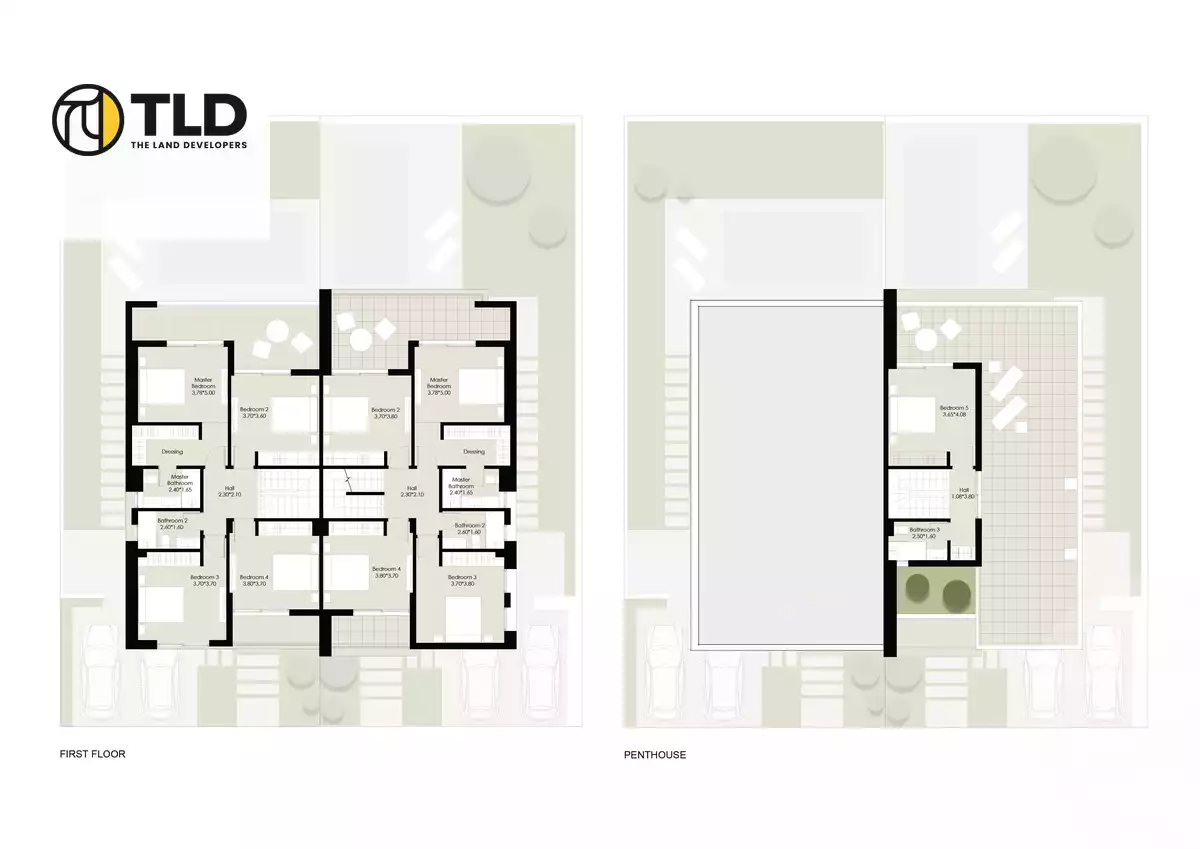 TLD
THE LAND DEVELOPERS
Master
Bedroom
3.78*5.00
Bedroom 2
3.70*3.60
Dressing
Master
Bathroom
2.40*1.65
Hall
2.30*2.10
Bathroom 2
2.60*1.60
Bedroom 3
3.70*3.70
Bedroom 4
3.80*3.70
Master
Bedroom
3.78*5.00
Bedroom 2
3.70*3.80
Dressing
Master
Bathroom
2.40*1.65
Hall
2.30*2.10
Bathroom 2
2.60*1.60
Bedroom 4
3.80*3.70
Bedroom 3
3.70*3.80
FIRST FLOOR
Bedroom 5
3.65*4.08
Hall
1.08*3.80
Bathroom 3
2.50*1.60
PENTHOUSE